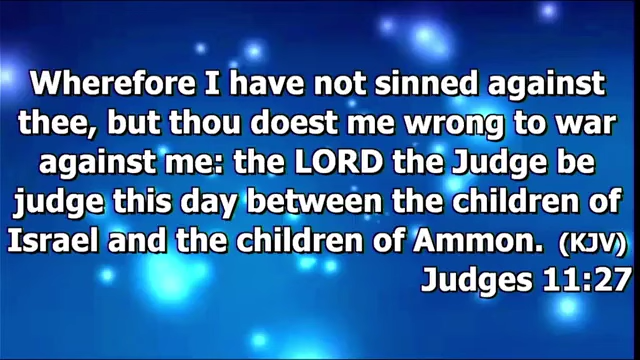 Wherefore I have not sinned against
thee, but thou doest me wrong to war
against me: the LORD the Judge be
judge this day between the children of
Israel and the children of Ammon. (KJV)
Judges 11:27